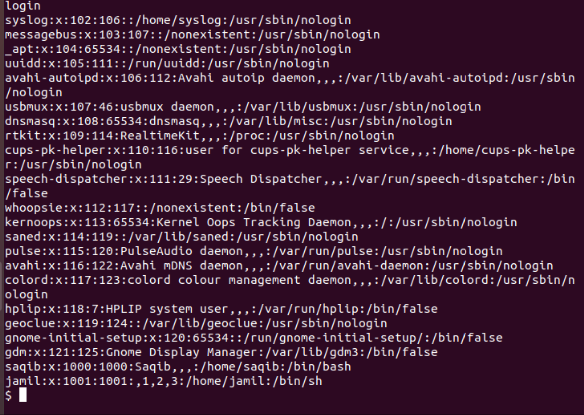 login
syslog:x:102:106::/home/syslog:/usr/sbin/nologin
messagebus:x:103:107::/nonexistent:/usr/sbin/nologin
_apt:x:104:65534::/nonexistent:/usr/sbin/nologin
uuidd:x:105:111::/run/uuidd:/usr/sbin/nologin
avahi-autoipd:x:106:112:Avahi autoip daemon,,,:/var/lib/avahi-autoipd:/usr/sbin
/nologin
usbmux:x:107:46:usbmux daemon,,,:/var/lib/usbmux:/usr/sbin/nologin
dnsmasq:x:108:65534:dnsmasq,,,:/var/lib/misc:/usr/sbin/nologin
rtkit:x:109:114:RealtimeKit,,,:/proc:/usr/sbin/nologin
cups-pk-helper:x:110:116:user for cups-pk-helper service,,,:/home/cups-pk-helpe
r:/usr/sbin/nologin
speech-dispatcher:x:111:29:Speech Dispatcher,,,:/var/run/speech-dispatcher:/bin
/false
whoopsie:x:112:117::/nonexistent:/bin/false
kernoops:x:113:65534:Kernel Oops Tracking Daemon,,,:/:/usr/sbin/nologin
saned:x:114:119::/var/lib/saned:/usr/sbin/nologin
pulse:x:115:120:PulseAudio daemon,,,:/var/run/pulse:/usr/sbin/nologin
avahi:x:116:122:Avahi mDNS daemon,,,:/var/run/avahi-daemon:/usr/sbin/nologin
colord:x:117:123:colord colour management daemon,,,:/var/lib/colord:/usr/sbin/n
ologin
hplip:x:118:7:HPLIP system user,,,:/var/run/hplip:/bin/false
geoclue:x:119:124::/var/lib/geoclue:/usr/sbin/nologin
gnome-initial-setup:x:120:65534::/run/gnome-initial-setup/:/bin/false
gdm:x:121:125:Gnome Display Manager:/var/lib/gdm3:/bin/false
saqib:x:1000:1000:Saqib,,,:/home/saqib:/bin/bash
jamil:x:1001:1001:,1,2,3:/home/jamil:/bin/sh
$